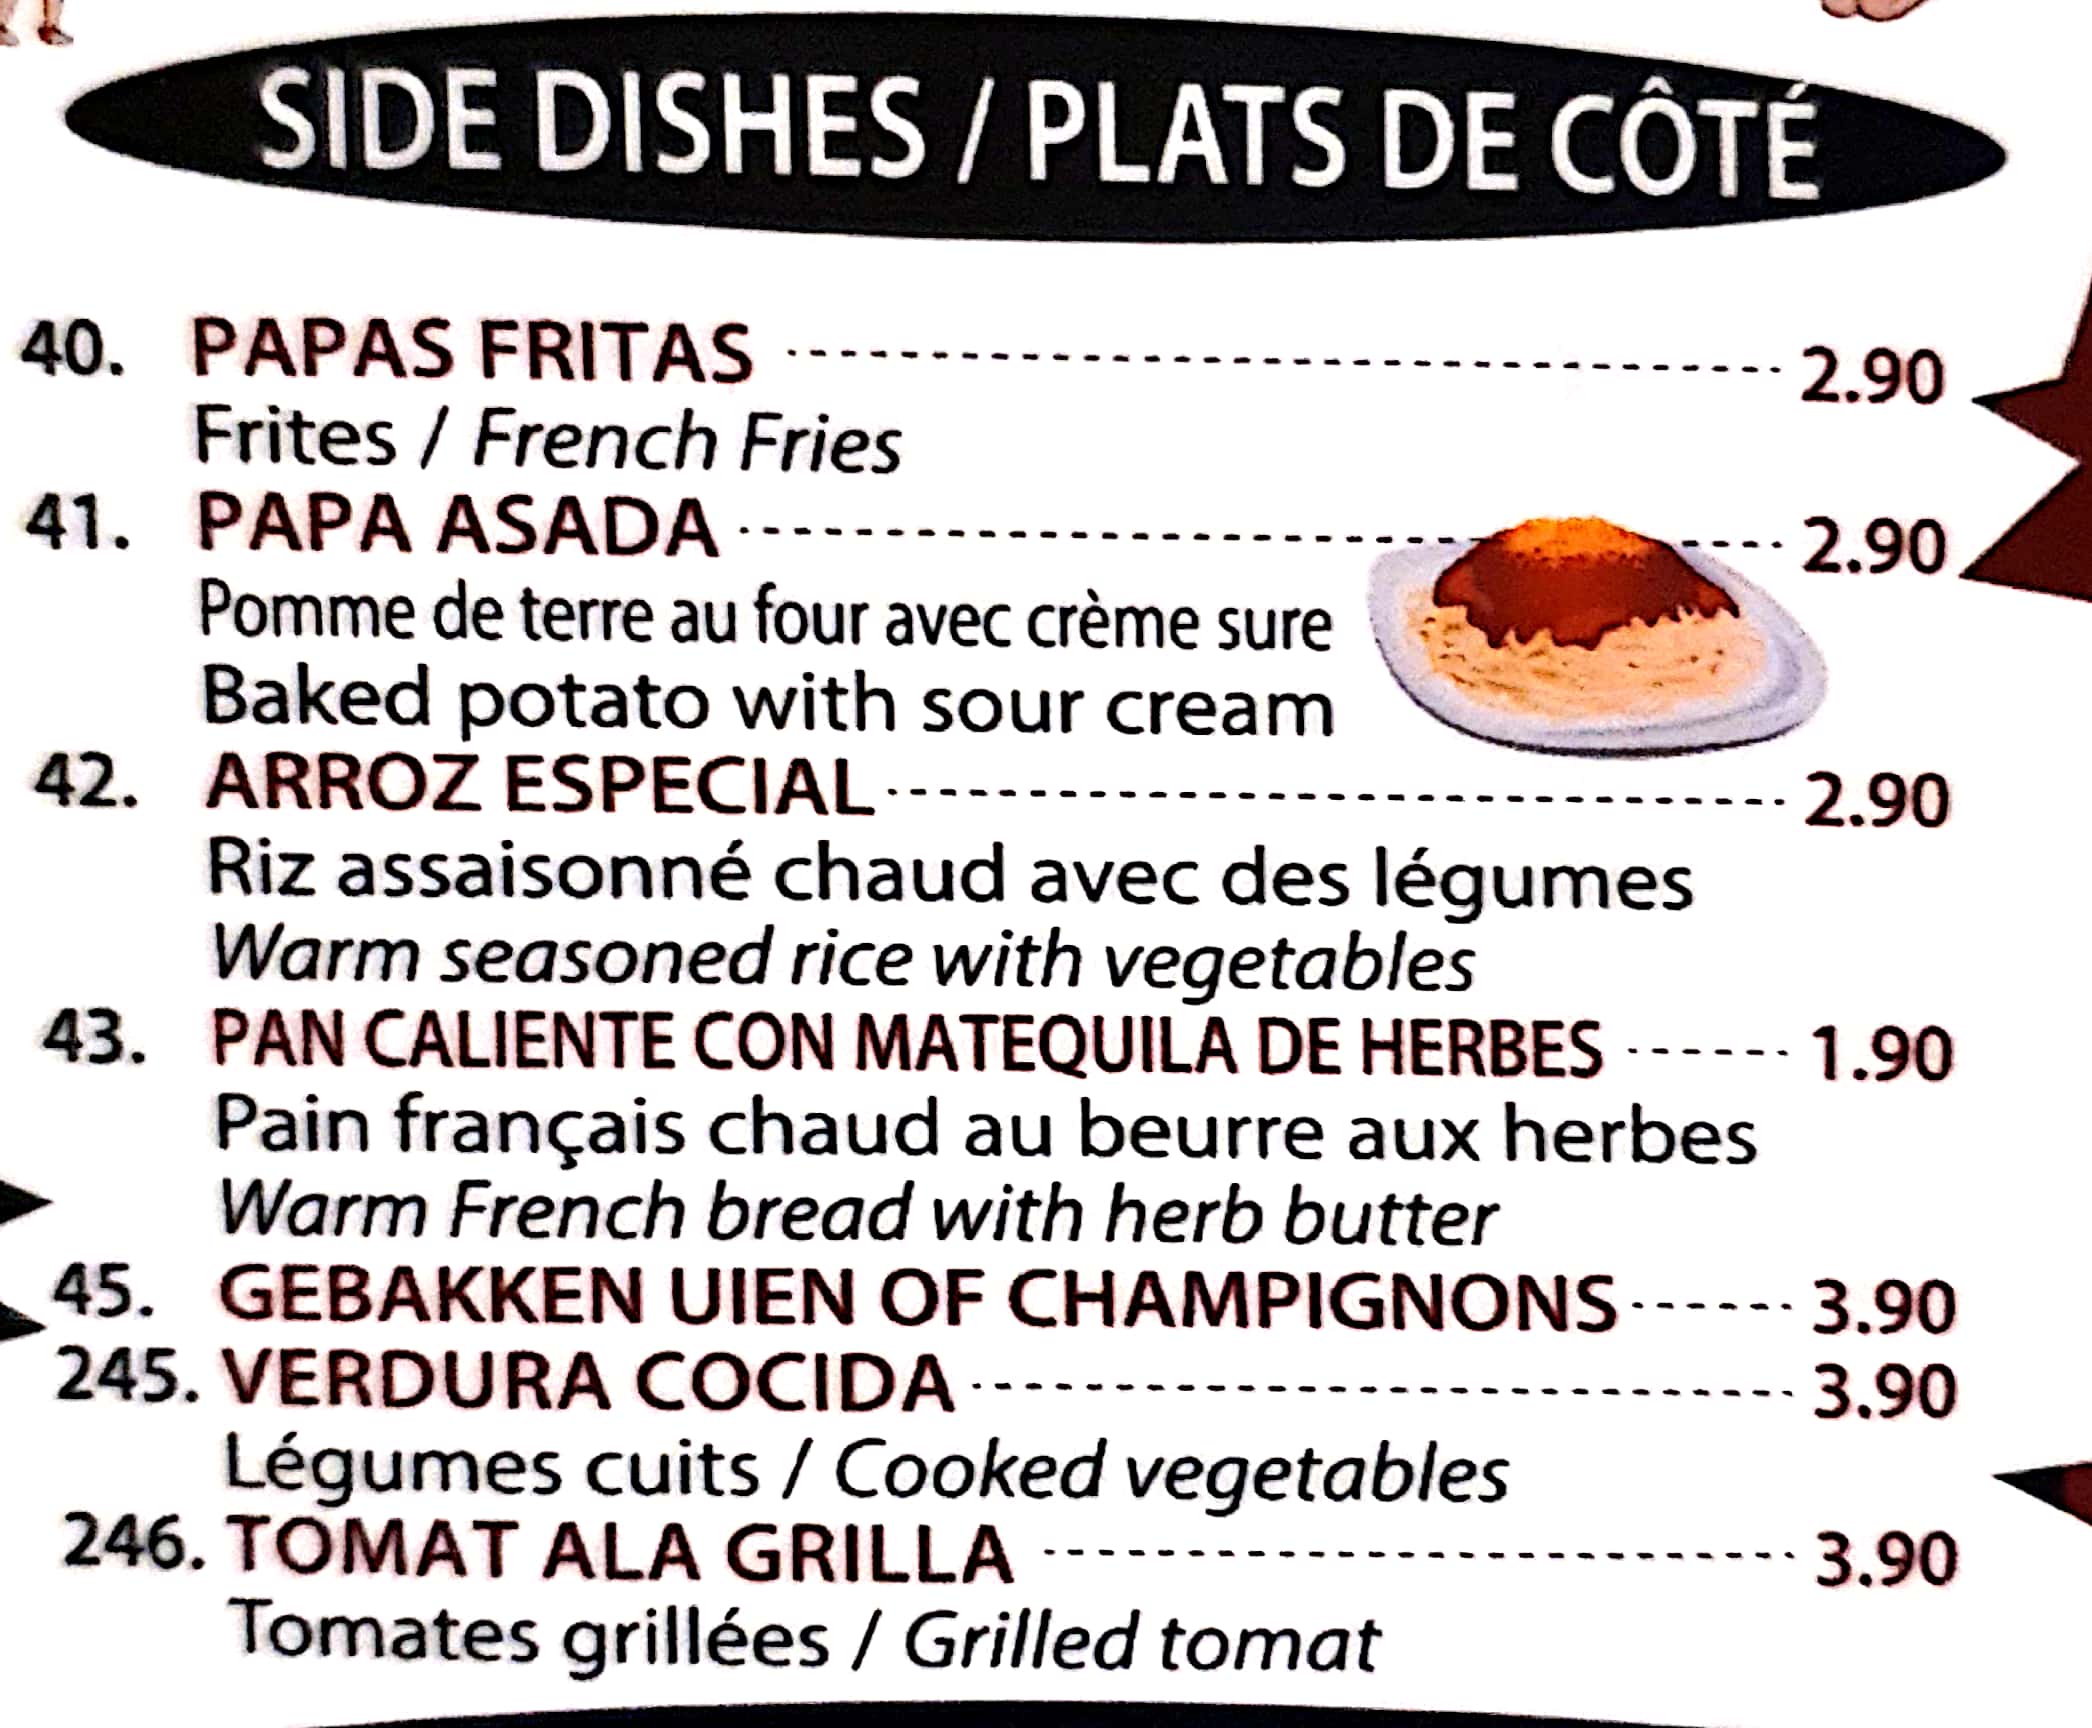 SIDE DISHES / PLATS DE CÔTÉ
40. PAPAS FRITAS 2.90
Frites / French Fries
41. PAPA ASADA 2.90
Pomme de terre au four avec crème sure
Baked potato with sour cream
42. ARROZ ESPECIAL 2.90
Riz assaisonné chaud avec des légumes
Warm seasoned rice with vegetables
43. PAN CALIENTE CON MATEQUILA DE HERBES 1.90
Pain français chaud au beurre aux herbes
Warm French bread with herb butter
45. GEBAKKEN UIEN OF CHAMPIGNONS 3.90
245. VERDURA COCIDA 3.90
Légumes cuits / Cooked vegetables
246. TOMAT ALA GRILLA 3.90
Tomates grillées / Grilled tomat